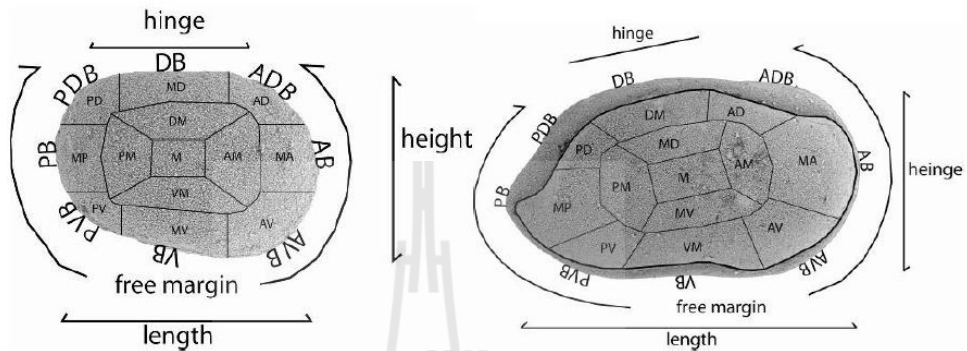 hinge
DB
PDB
ADB
MD
PD
AD
DM
PB
MP
PM
M
AM
MA
AB
VM
PV
AV
MV
PVB
VB
AVB
height
free margin
length
hinge
DB
ADB
PDB
DM
AD
PD
MD
AM
MA
AB
PM
M
PB
MP
MV
AV
PV
VM
PVB
VB
AVB
heinge
free margin
length